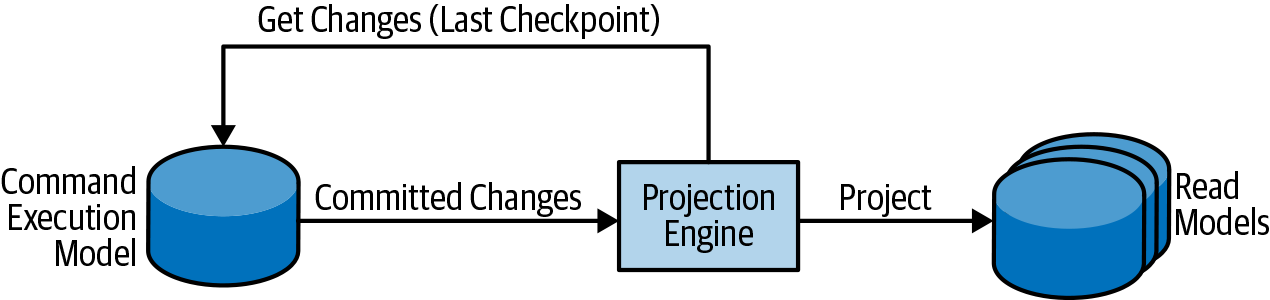 Get Changes (Last Checkpoint)
Command
Execution
Model
Committed Changes
Projection
Engine
Project
Read
Models